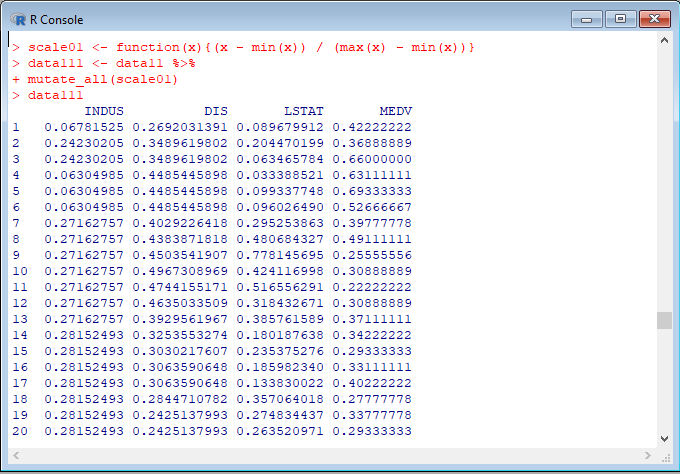 R Console
> scale01 <- function(x){(x - min(x)) / (max(x) - min(x))}
> data111 <- data11 %>%
+ mutate_all(scale01)
> data111
INDUS DIS LSTAT MEDV
1 0.06781525 0.2692031391 0.089679912 0.42222222
2 0.24230205 0.3489619802 0.204470199 0.36888889
3 0.24230205 0.3489619802 0.063465784 0.66000000
4 0.06304985 0.4485445898 0.033388521 0.63111111
5 0.06304985 0.4485445898 0.099337748 0.69333333
6 0.06304985 0.4485445898 0.096026490 0.52666667
7 0.27162757 0.4029226418 0.295253863 0.39777778
8 0.27162757 0.4383871818 0.480684327 0.49111111
9 0.27162757 0.4503541907 0.778145695 0.25555556
10 0.27162757 0.4967308969 0.424116998 0.30888889
11 0.27162757 0.4744155171 0.516556291 0.22222222
12 0.27162757 0.4635033509 0.318432671 0.30888889
13 0.27162757 0.3929561967 0.385761589 0.37111111
14 0.28152493 0.3253553274 0.180187638 0.34222222
15 0.28152493 0.3030217607 0.235375276 0.29333333
16 0.28152493 0.3063590648 0.185982340 0.33111111
17 0.28152493 0.3063590648 0.133830022 0.40222222
18 0.28152493 0.2844710782 0.357064018 0.27777778
19 0.28152493 0.2425137993 0.274834437 0.33777778
20 0.28152493 0.2425137993 0.263520971 0.29333333